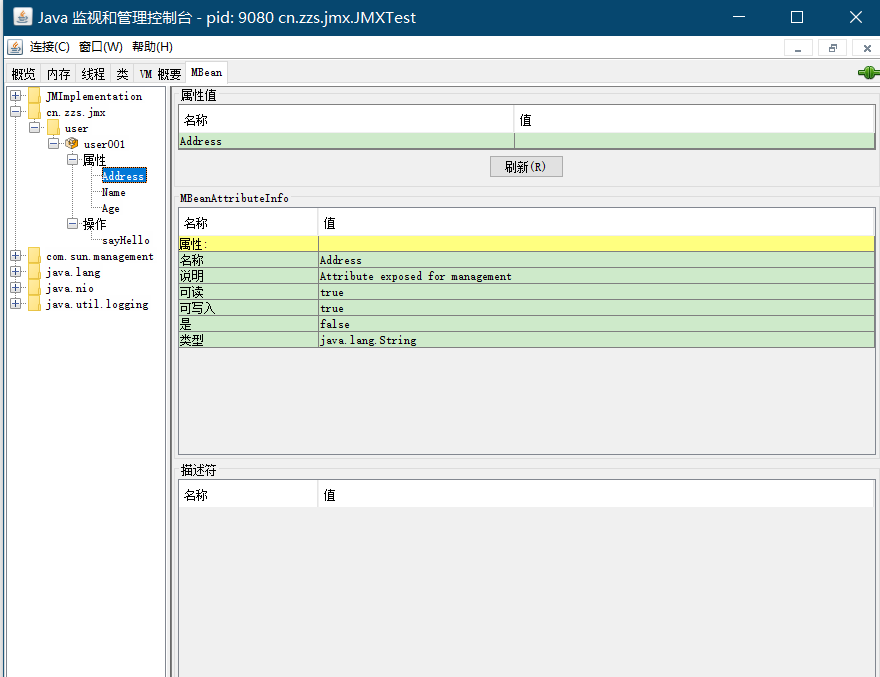 Java 监视和管理控制台 - pid: 9080 cn.zzs.jmx.JMXTest
连接(C) 窗口(W) 帮助(H)
概览 内存 线程 类 VM 概要 MBean
JMImplementation
cn.zzs.jmx
user
user001
属性
Address
Name
Age
操作
sayHello
com.sun.management
java.lang
java.nio
java.util.logging
属性值
名称 值
Address
刷新(R)
MBeanAttributeInfo
名称 值
属性:
名称 Address
说明 Attribute exposed for management
可读 true
可写入 true
是 false
类型 java.lang.String
描述符
名称 值